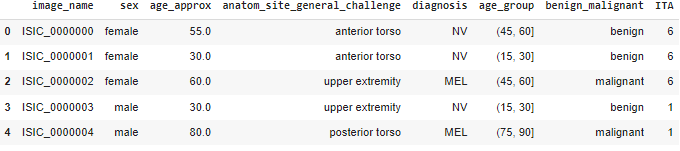 image_name sex age_approx anatom_site_general_challenge diagnosis age_group benign_malignant ITA
0 ISIC_0000000 female 55.0 anterior torso NV (45, 60] benign 6
1 ISIC_0000001 female 30.0 anterior torso NV (15, 30] benign 6
2 ISIC_0000002 female 60.0 upper extremity MEL (45, 60] malignant 6
3 ISIC_0000003 male 30.0 upper extremity NV (15, 30] benign 1
4 ISIC_0000004 male 80.0 posterior torso MEL (75, 90] malignant 1